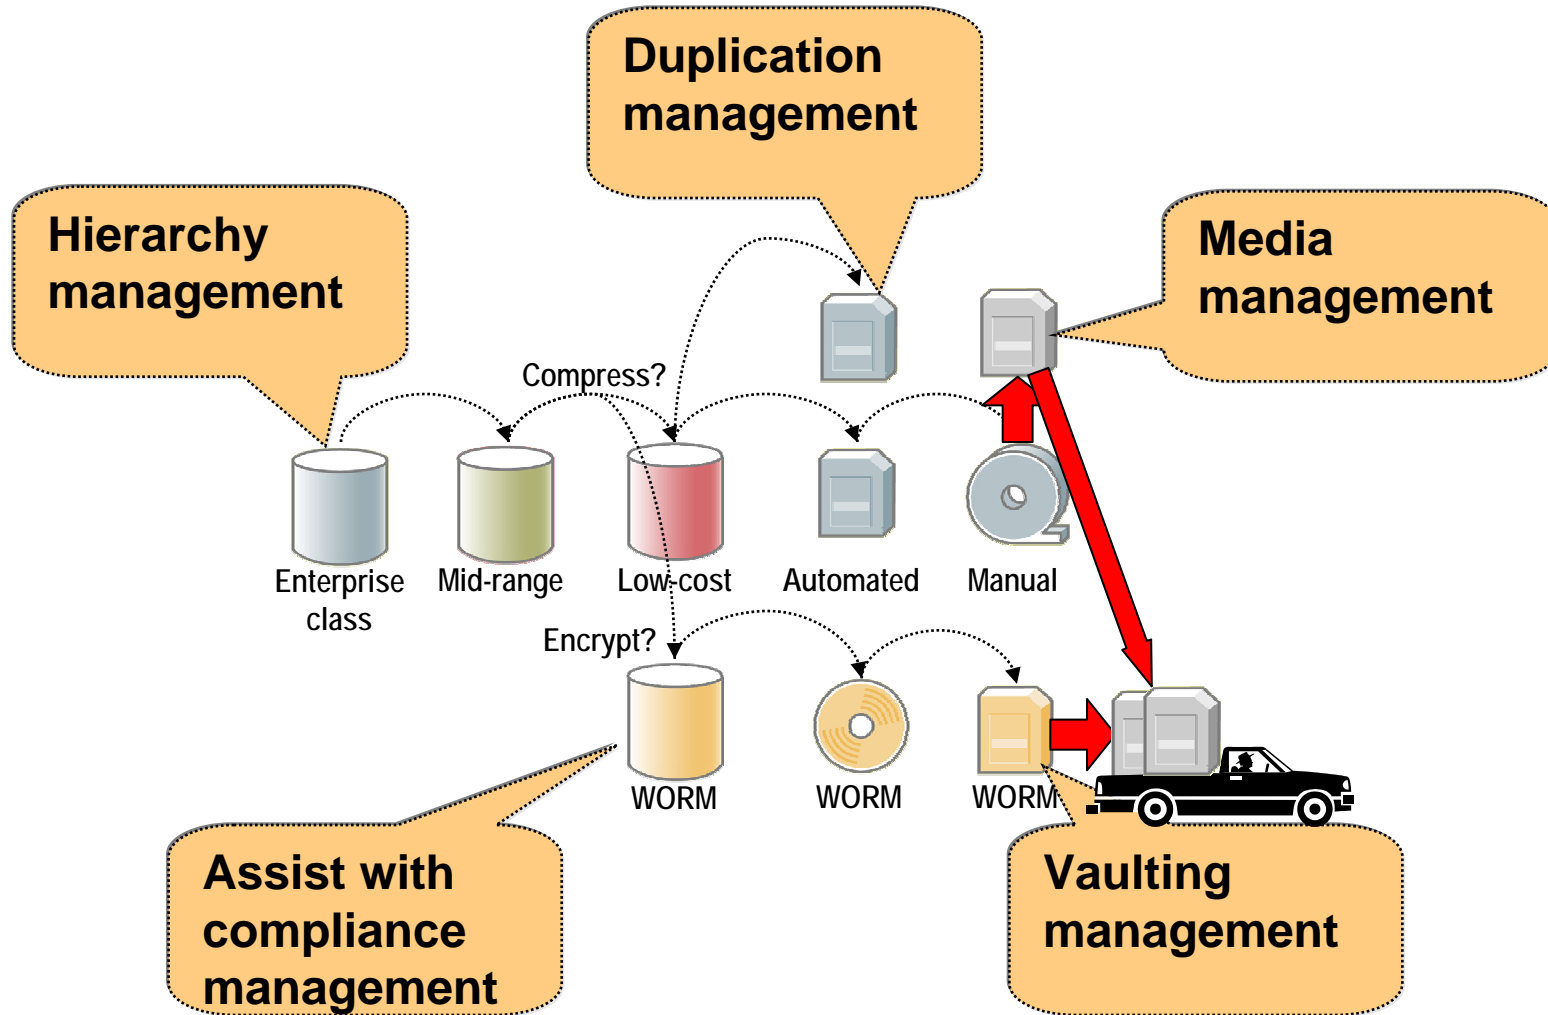 Duplication
management
Hierarchy
management
Media
management
Compress?
Enterprise
class
Mid-range
Low-cost
Automated
Manual
Encrypt?
WORM
WORM
WORM
Assist with
compliance
management
Vaulting
management